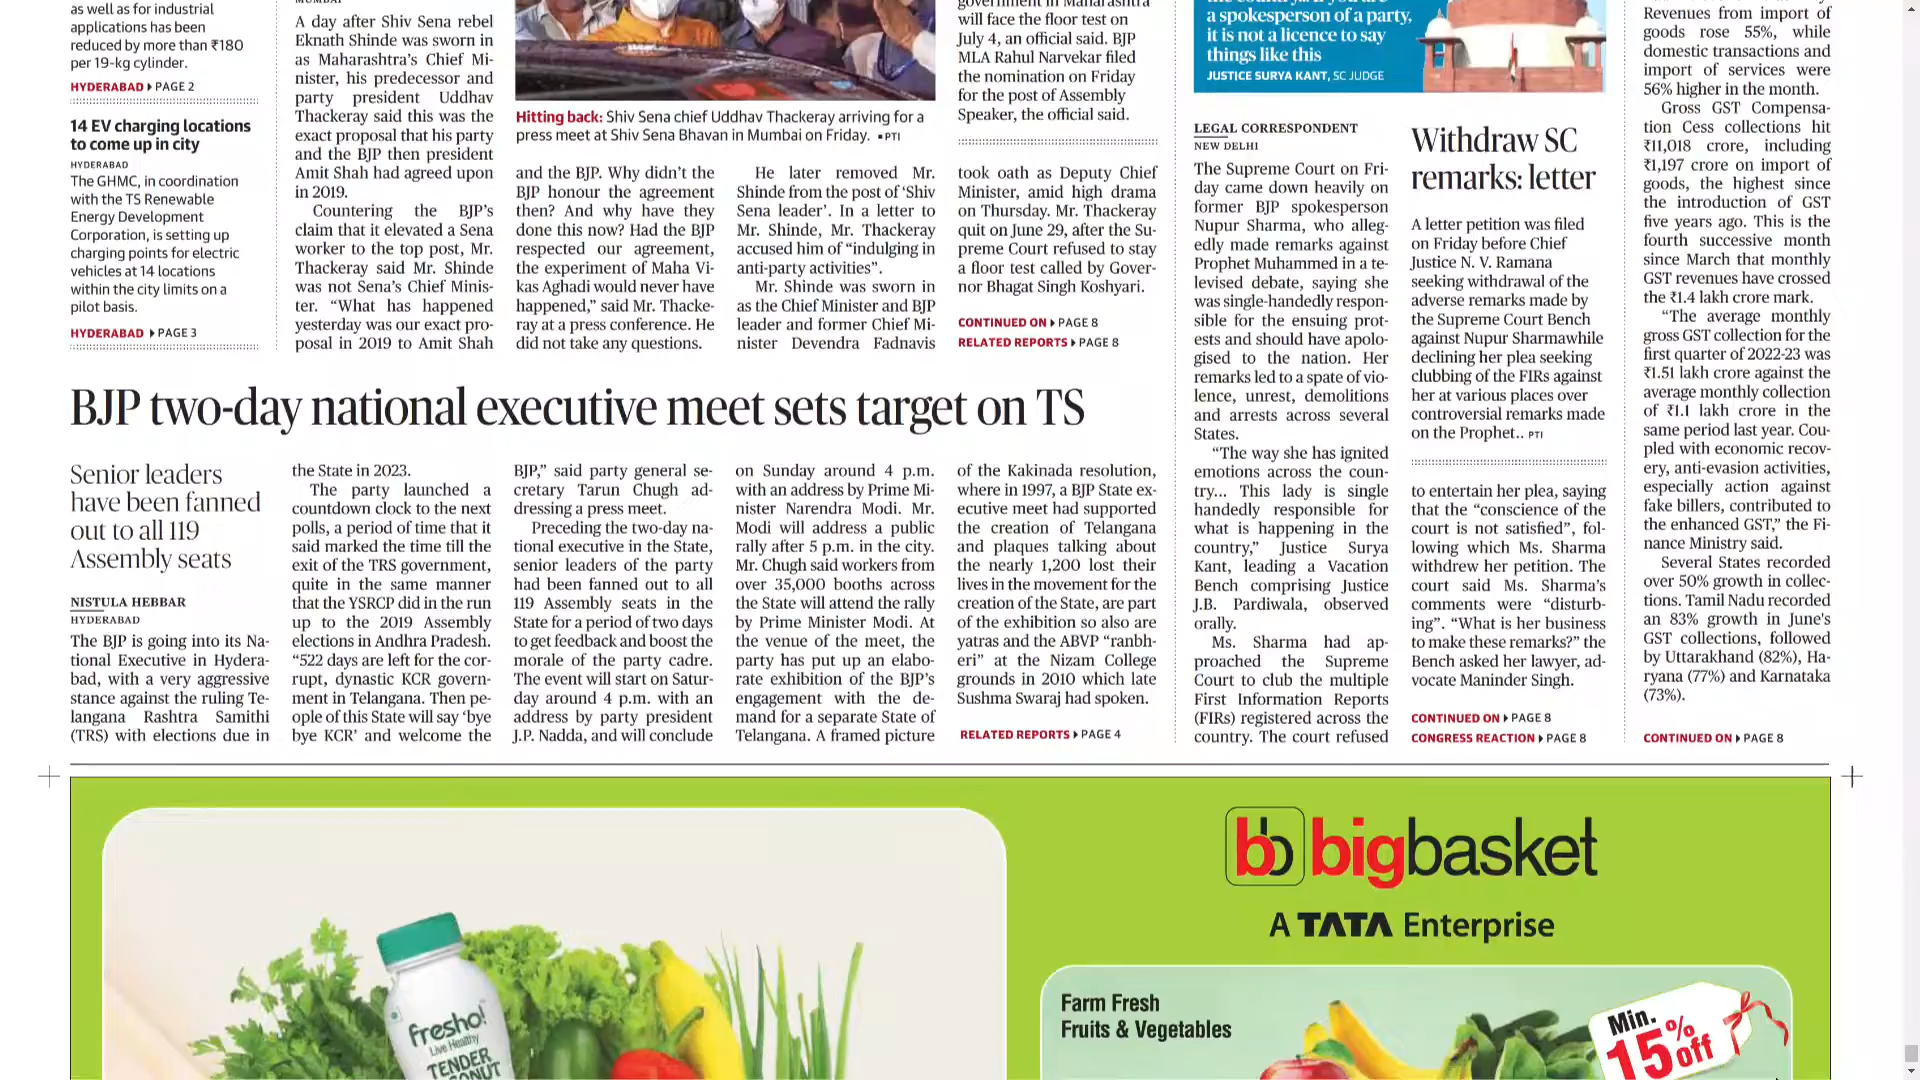 as well as for industrial
applications has been
reduced by more than ₹180
per 19-kg cylinder.
HYDERABAD PAGE 2
14 EV charging locations
to come up in city
HYDERABAD
The GHMC, in coordination
with the TS Renewable
Energy Development
Corporation, is setting up
charging points for electric
vehicles at 14 locations
within the city limits on a
pilot basis.
HYDERABAD PAGE 3
A day after Shiv Sena rebel
Eknath Shinde was sworn in
as Maharashtra's Chief Mi-
nister, his predecessor and
party president Uddhav
Thackeray said this was the
exact proposal that his party
and the BJP then president
Amit Shah had agreed upon
in 2019.
Countering the BJP's
claim that it elevated a Sena
worker to the top post, Mr.
Thackeray said Mr. Shinde
was not Sena's Chief Minis-
ter. "What has happened
yesterday was our exact pro-
posal in 2019 to Amit Shah
Hitting back: Shiv Sena chief Uddhav Thackeray arriving for a
press meet at Shiv Sena Bhavan in Mumbai on Friday. •PTI
and the BJP. Why didn't the
BJP honour the agreement
then? And why have they
done this now? Had the BJP
respected our agreement,
the experiment of Maha Vi-
kas Aghadi would never have
happened," said Mr. Thacke-
ray at a press conference. He
did not take any questions.
He later removed Mr.
Shinde from the post of 'Shiv
Sena leader'. In a letter to
Mr. Shinde, Mr. Thackeray
accused him of "indulging in
anti-party activities".
Mr. Shinde was sworn in
as the Chief Minister and BJP
leader and former Chief Mi-
nister Devendra Fadnavis
government in Maharashtra
will face the floor test on
July 4, an official said. BJP
MLA Rahul Narvekar filed
the nomination on Friday
for the post of Assembly
Speaker, the official said.
took oath as Deputy Chief
Minister, amid high drama
on Thursday. Mr. Thackeray
quit on June 29, after the Su-
preme Court refused to stay
a floor test called by Gover-
nor Bhagat Singh Koshyari.
CONTINUED ON PAGE 8
RELATED REPORTS PAGE 8
BJP two-day national executive meet sets target on TS
Senior leaders
have been fanned
out to all 119
Assembly seats
NISTULA HEBBAR
HYDERABAD
The BJP is going into its Na-
tional Executive in Hydera-
bad, with a very aggressive
stance against the ruling Te-
langana Rashtra Samithi
(TRS) with elections due in
the State in 2023.
The party launched a
countdown clock to the next
polls, a period of time that it
said marked the time till the
exit of the TRS government,
quite in the same manner
that the YSRCP did in the run
up to the 2019 Assembly
elections in Andhra Pradesh.
"522 days are left for the cor-
rupt, dynastic KCR govern-
ment in Telangana. Then pe-
ople of this State will say 'bye
bye KCR' and welcome the
BJP," said party general se-
cretary Tarun Chugh ad-
dressing a press meet.
Preceding the two-day na-
tional executive in the State,
senior leaders of the party
had been fanned out to all
119 Assembly seats in the
State for a period of two days
to get feedback and boost the
morale of the party cadre.
The event will start on Satur-
day around 4 p.m. with an
address by party president
J.P. Nadda, and will conclude
on Sunday around 4 p.m.
with an address by Prime Mi-
nister Narendra Modi. Mr.
Modi will address a public
rally after 5 p.m. in the city.
Mr. Chugh said workers from
over 35,000 booths across
the State will attend the rally
by Prime Minister Modi. At
the venue of the meet, the
party has put up an elabo-
rate exhibition of the BJP's
engagement with the de-
mand for a separate State of
Telangana. A framed picture
of the Kakinada resolution,
where in 1997, a BJP State ex-
ecutive meet had supported
the creation of Telangana
and plaques talking about
the nearly 1,200 lost their
lives in the movement for the
creation of the State, are part
of the exhibition so also are
yatras and the ABVP "ranbh-
eri" at the Nizam College
grounds in 2010 which late
Sushma Swaraj had spoken.
RELATED REPORTS PAGE 4
a spokesperson of a party,
it is not a licence to say
things like this
JUSTICE SURYA KANT, SC JUDGE
LEGAL CORRESPONDENT
NEW DELHI
The Supreme Court on Fri-
day came down heavily on
former BJP spokesperson
Nupur Sharma, who alleg-
edly made remarks against
Prophet Muhammed in a te-
levised debate, saying she
was single-handedly respon-
sible for the ensuing prot-
ests and should have apolo-
gised to the nation. Her
remarks led to a spate of vio-
lence, unrest, demolitions
and arrests across several
States.
"The way she has ignited
emotions across the coun-
try... This lady is single
handedly responsible for
what is happening in the
country," Justice Surya
Kant, leading a Vacation
Bench comprising Justice
J.B. Pardiwala, observed
orally.
Ms. Sharma had ap-
proached the Supreme
Court to club the multiple
First Information Reports
(FIRs) registered across the
country. The court refused
Withdraw SC
remarks: letter
A letter petition was filed
on Friday before Chief
Justice N. V. Ramana
seeking withdrawal of the
adverse remarks made by
the Supreme Court Bench
against Nupur Sharmawhile
declining her plea seeking
clubbing of the FIRs against
her at various places over
controversial remarks made
on the Prophet.. PTI
to entertain her plea, saying
that the "conscience of the
court is not satisfied", fol-
lowing which Ms. Sharma
withdrew her petition. The
court said Ms. Sharma's
comments were "disturb-
ing". "What is her business
to make these remarks?" the
Bench asked her lawyer, ad-
vocate Maninder Singh.
CONTINUED ON PAGE 8
CONGRESS REACTION PAGE 8
Revenues from import of
goods rose 55%, while
domestic transactions and
import of services were
56% higher in the month.
Gross GST Compensa-
tion Cess collections hit
₹11,018 crore, including
₹1,197 crore on import of
goods, the highest since
the introduction of GST
five years ago. This is the
fourth successive month
since March that monthly
GST revenues have crossed
the ₹1.4 lakh crore mark.
"The average monthly
gross GST collection for the
first quarter of 2022-23 was
₹1.51 lakh crore against the
average monthly collection
of ₹1.1 lakh crore in the
same period last year. Cou-
pled with economic recov-
ery, anti-evasion activities,
especially action against
fake billers, contributed to
the enhanced GST," the Fi-
nance Ministry said.
Several States recorded
over 50% growth in collec-
tions. Tamil Nadu recorded
an 83% growth in June's
GST collections, followed
by Uttarakhand (82%), Ha-
ryana (77%) and Karnataka
(73%).
CONTINUED ON PAGE 8
bb bigbasket
A TATA Enterprise
fresho!
Live Healthy
TENDER
Farm Fresh
Fruits & Vegetables
Min.
15% off